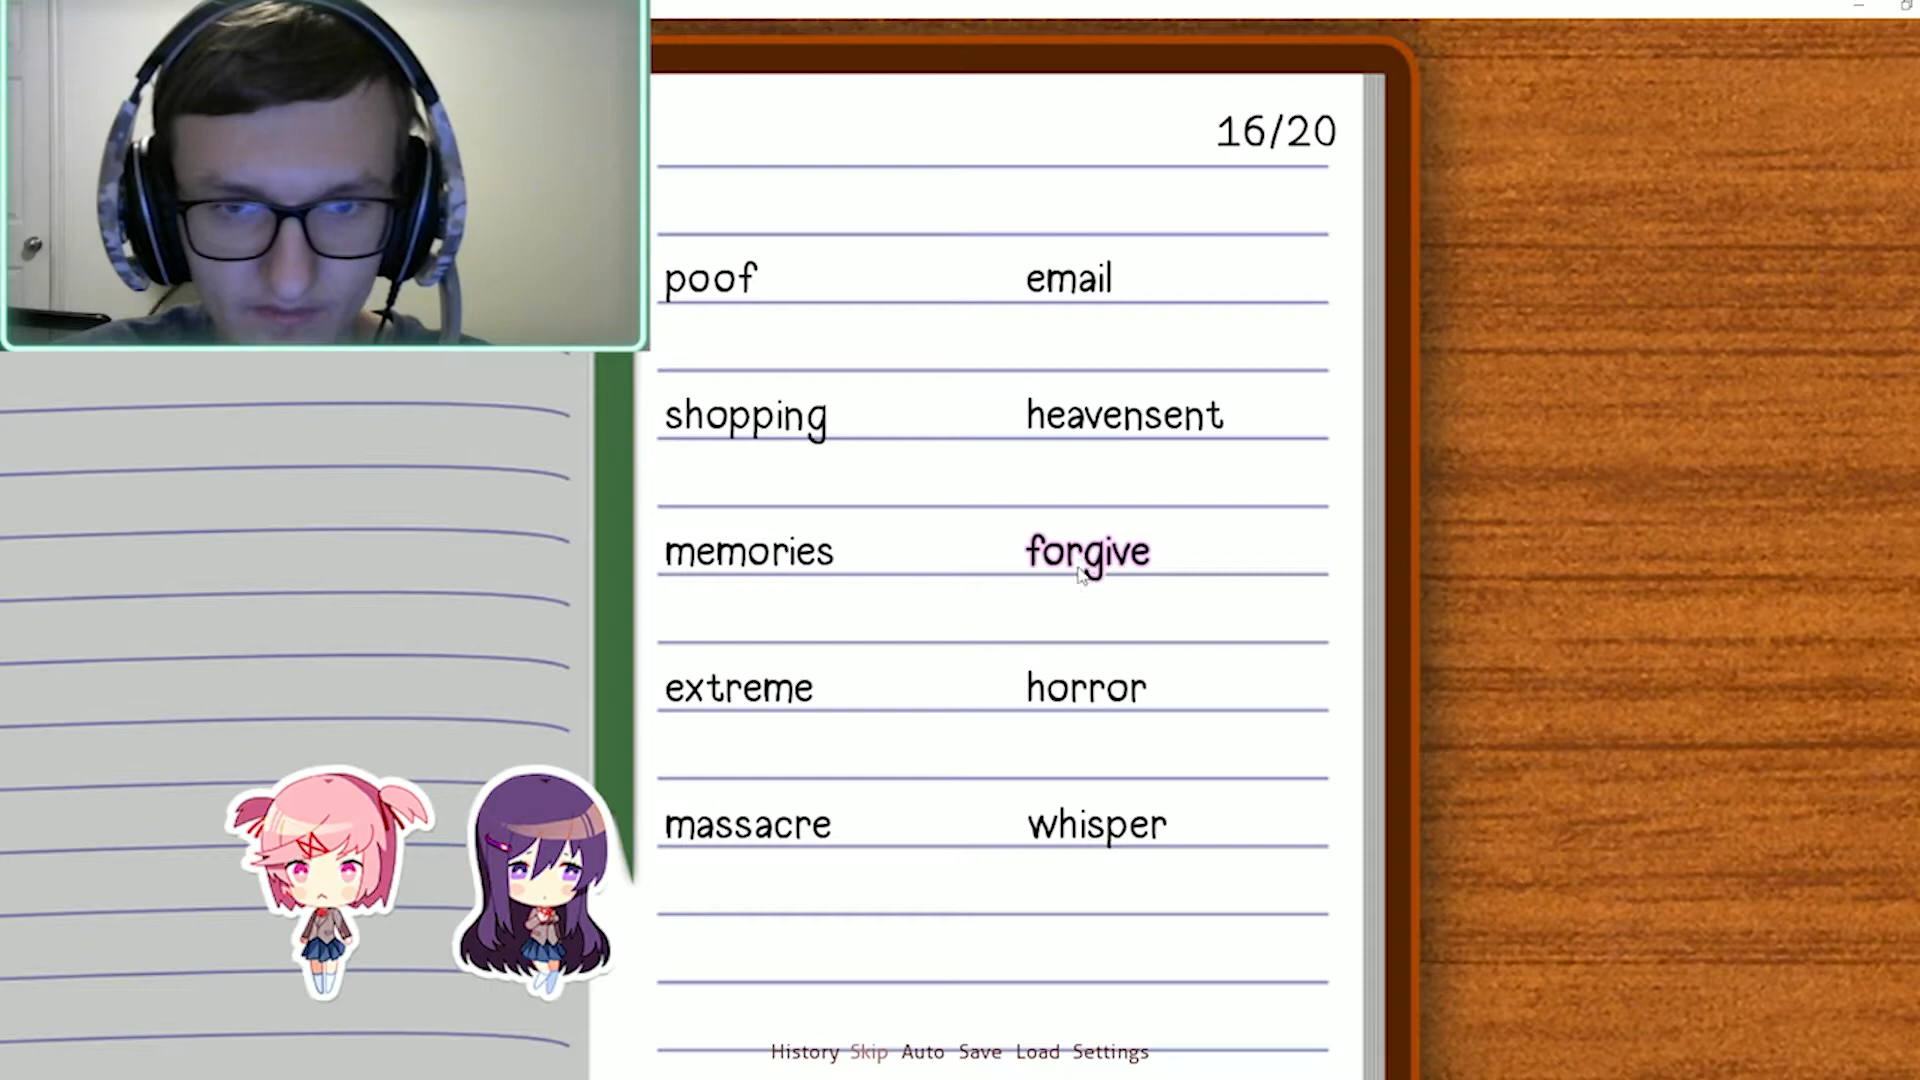 16/20
poof email
shopping heavensent
memories forgive
extreme horror
massacre whisper
History Skip Auto Save Load Settings